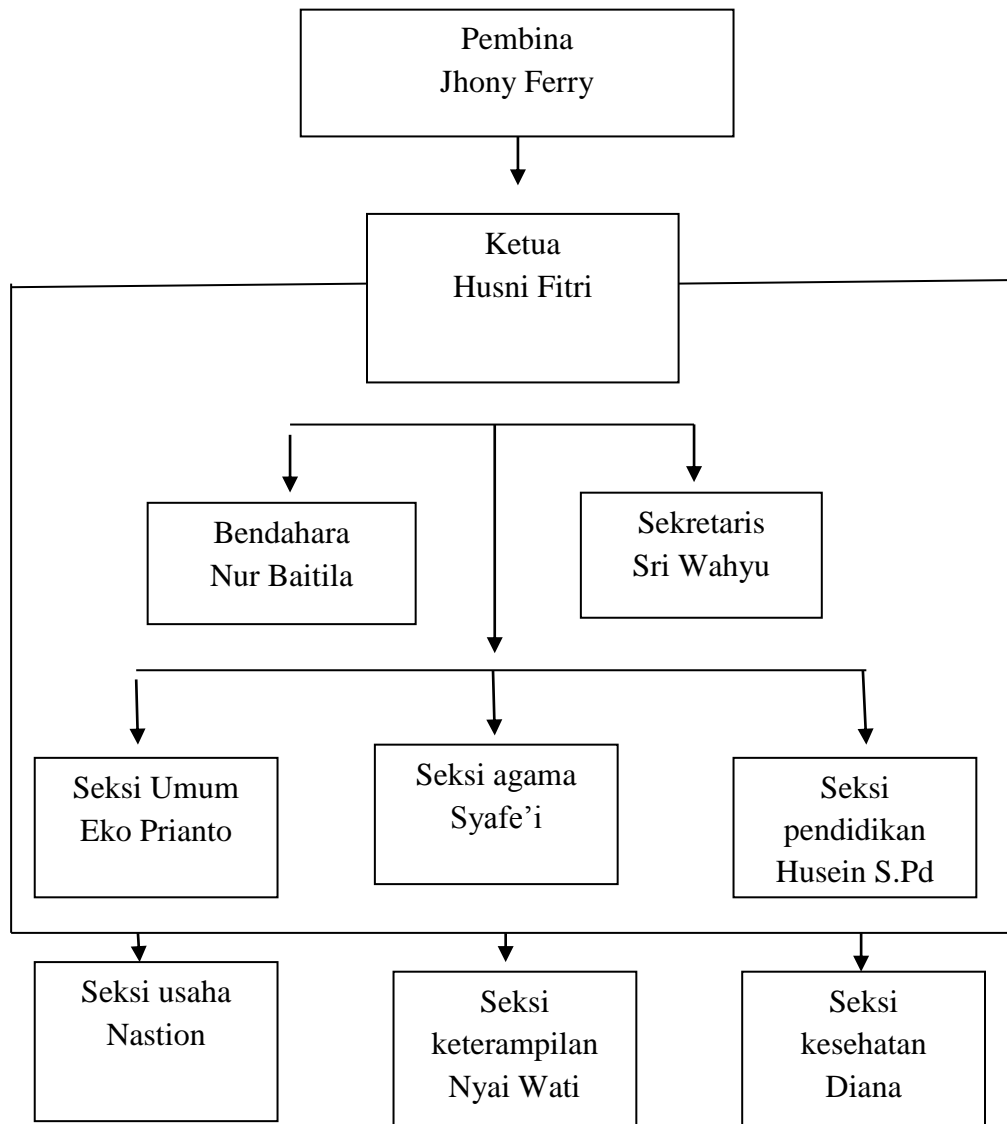 Pembina
Jhony Ferry
Ketua
Husni Fitri
Bendahara
Nur Baitila
Sekretaris
Sri Wahyu
Seksi Umum
Eko Prianto
Seksi agama
Syafe’i
Seksi
pendidikan
Husein S.Pd
Seksi usaha
Nastion
Seksi
keterampilan
Nyai Wati
Seksi
kesehatan
Diana